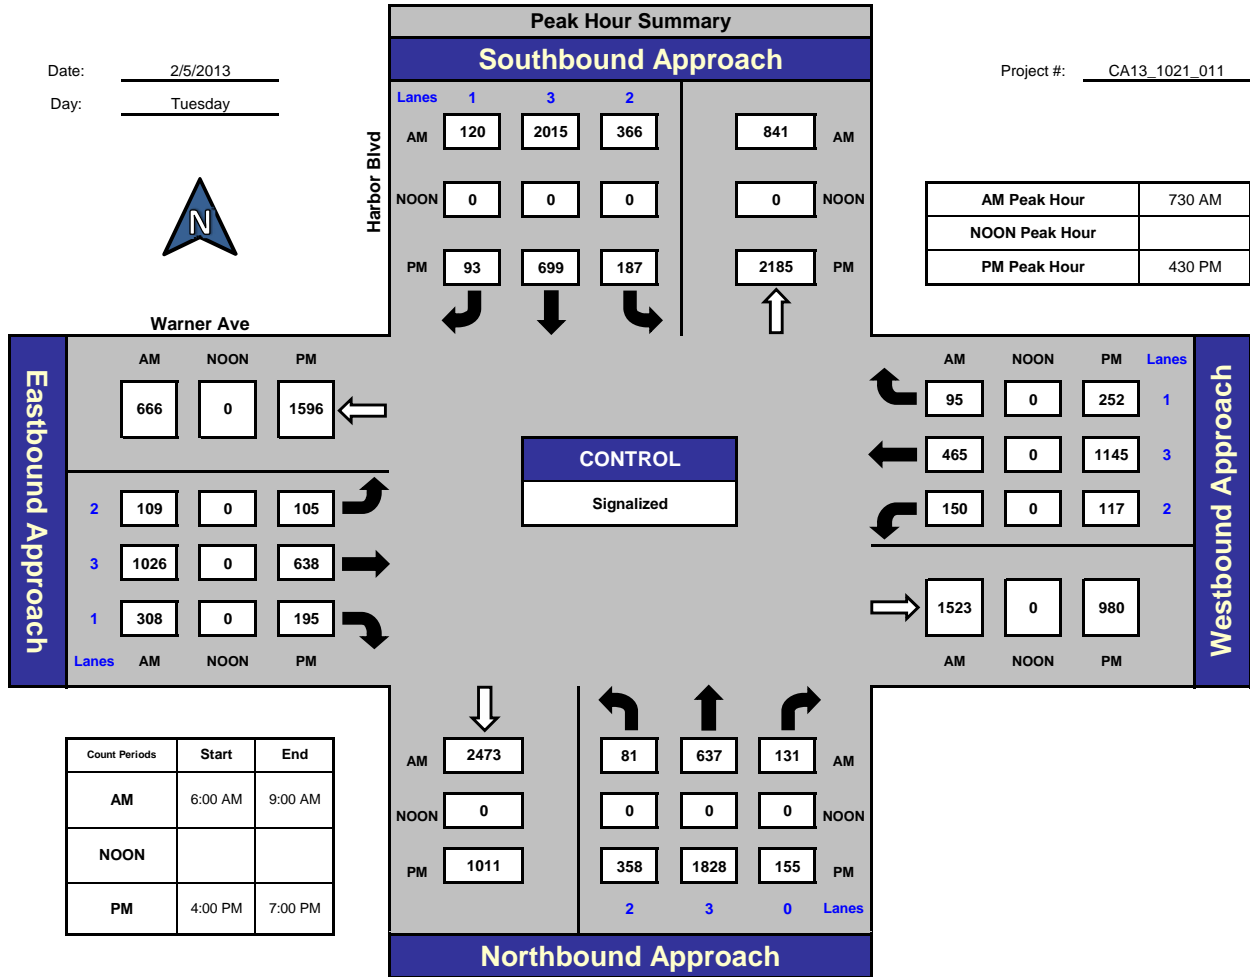 Peak Hour Summary
Southbound Approach
Date: 2/5/2013
Day: Tuesday
Project #: CA13_1021_011
Lanes 1 3 2
AM 120 2015 366 841 AM
NOON 0 0 0 0 NOON
PM 93 699 187 2185 PM
Harbor Blvd
N
AM Peak Hour 730 AM
NOON Peak Hour
PM Peak Hour 430 PM
Warner Ave
Eastbound Approach
AM NOON PM
666 0 1596
2 109 0 105
3 1026 0 638
1 308 0 195
Lanes AM NOON PM
CONTROL
Signalized
AM NOON PM Lanes
95 0 252 1
465 0 1145 3
150 0 117 2
1523 0 980
AM NOON PM
Westbound Approach
Count Periods Start End
AM 6:00 AM 9:00 AM
NOON
PM 4:00 PM 7:00 PM
AM 2473 81 637 131 AM
NOON 0 0 0 0 NOON
PM 1011 358 1828 155 PM
2 3 0 Lanes
Northbound Approach